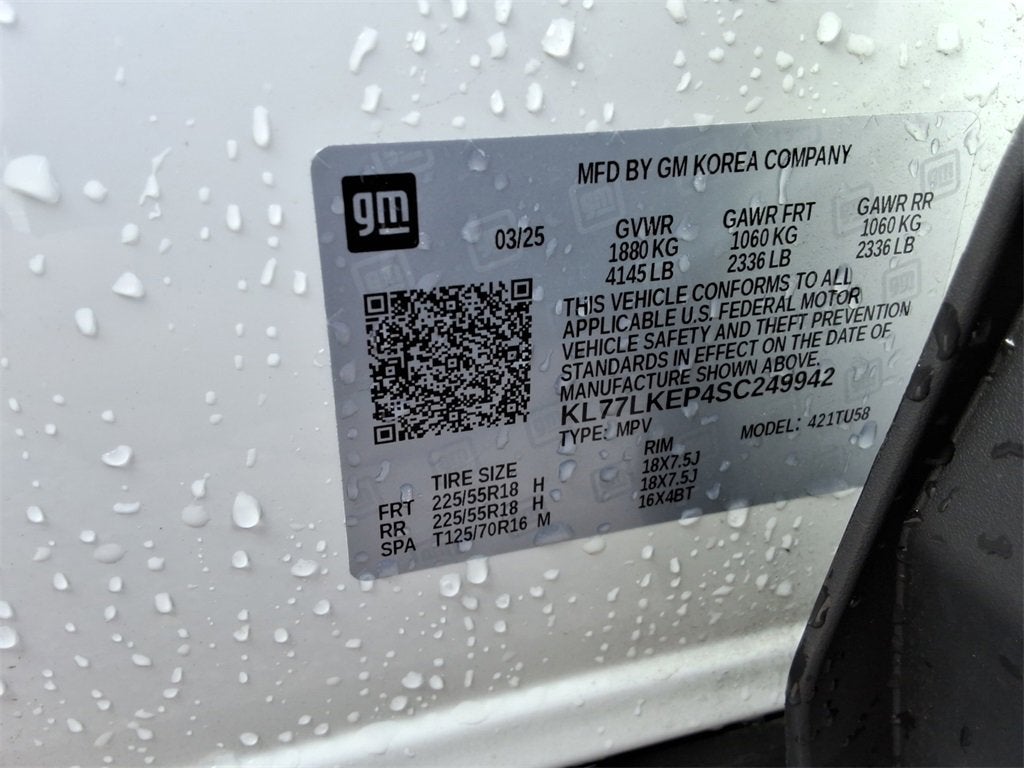 gm
MFD BY GM KOREA COMPANY
03/25
GVWR GAWR FRT GAWR RR
1880 KG 1060 KG 1060 KG
4145 LB 2336 LB 2336 LB
THIS VEHICLE CONFORMS TO ALL
APPLICABLE U.S. FEDERAL MOTOR
VEHICLE SAFETY AND THEFT PREVENTION
STANDARDS IN EFFECT ON THE DATE OF
MANUFACTURE SHOWN ABOVE.
KL77LKEP4SC249942
TYPE: MPV MODEL: 421TU58
TIRE SIZE RIM
FRT 225/55R18 H 18X7.5J
RR 225/55R18 H 18X7.5J
SPA T125/70R16 M 16X4BT